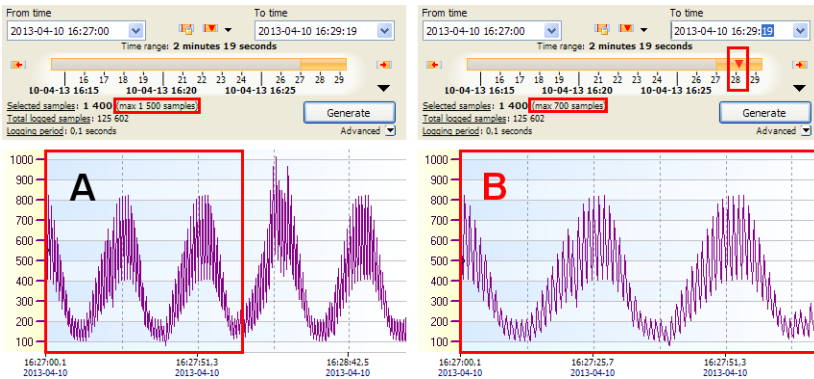 From time To time
2013-04-10 16:27:00 2013-04-10 16:29:19
Time range: 2 minutes 19 seconds
16 17 18 19 21 22 23 24 26 27 28 29
10-04-13 16:15 10-04-13 16:20 10-04-13 16:25
Selected samples: 1 400 (max 1 500 samples)
Total logged samples: 125 602
Logging period: 0,1 seconds
Generate
Advanced
A
1000
900
800
700
600
500
400
300
200
100
16:27:00,1 16:27:51,3 16:28:42,5
2013-04-10 2013-04-10 2013-04-10
From time To time
2013-04-10 16:27:00 2013-04-10 16:29:19
Time range: 2 minutes 19 seconds
16 17 18 19 21 22 23 24 26 27 28 29
10-04-13 16:15 10-04-13 16:20 10-04-13 16:25
Selected samples: 1 400 (max 700 samples)
Total logged samples: 125 602
Logging period: 0,1 seconds
Generate
Advanced
B
1000
900
800
700
600
500
400
300
200
100
16:27:00,1 16:27:25,7 16:27:51,3
2013-04-10 2013-04-10 2013-04-10